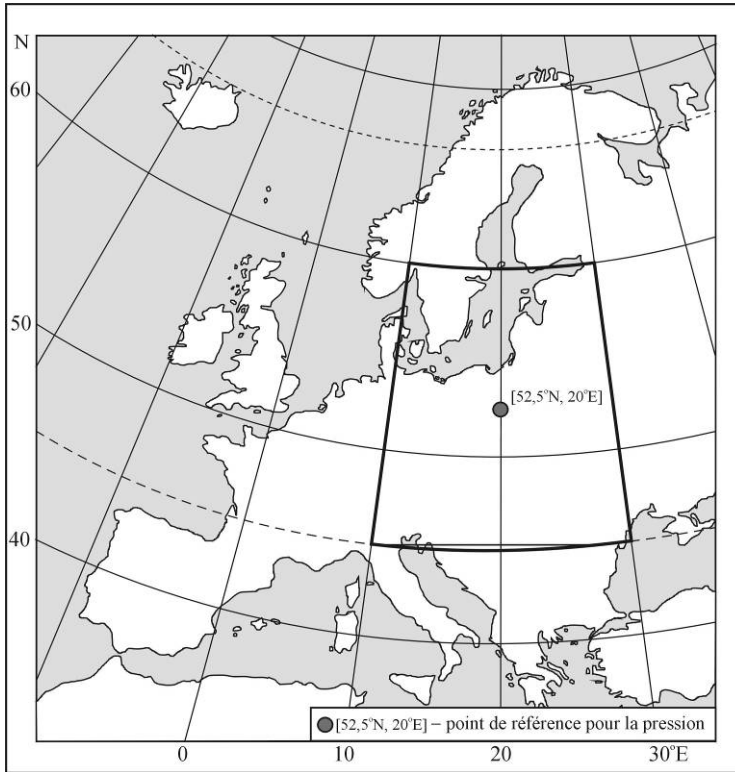 N
60
50
40
[52,5°N, 20°E]
[52,5°N, 20°E] – point de référence pour la pression
0 10 20 30°E